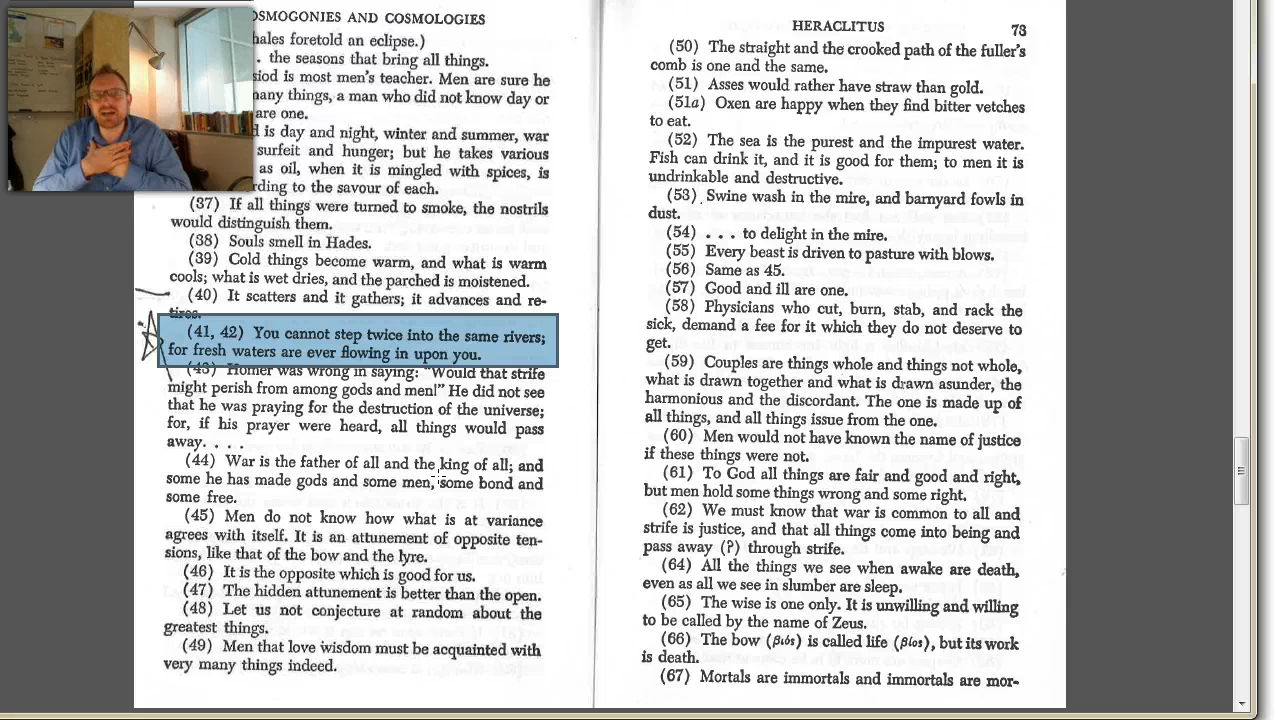 OSMOGONIES AND COSMOLOGIES
hales foretold an eclipse.)
. the seasons that bring all things.
siod is most men's teacher. Men are sure he
many things, a man who did not know day or
are one.
d is day and night, winter and summer, war
surfeit and hunger; but he takes various
as oil, when it is mingled with spices, is
rding to the savour of each.
(37) If all things were turned to smoke, the nostrils
would distinguish them.
(38) Souls smell in Hades.
(39) Cold things become warm, and what is warm
cools; what is wet dries, and the parched is moistened.
(40) It scatters and it gathers; it advances and re-
tires.
(41, 42) You cannot step twice into the same rivers;
for fresh waters are ever flowing in upon you.
(43) Homer was wrong in saying: "Would that strife
might perish from among gods and men!" He did not see
that he was praying for the destruction of the universe;
for, if his prayer were heard, all things would pass
away. . . .
(44) War is the father of all and the king of all; and
some he has made gods and some men, some bond and
some free.
(45) Men do not know how what is at variance
agrees with itself. It is an attunement of opposite ten-
sions, like that of the bow and the lyre.
(46) It is the opposite which is good for us.
(47) The hidden attunement is better than the open.
(48) Let us not conjecture at random about the
greatest things.
(49) Men that love wisdom must be acquainted with
very many things indeed.
HERACLITUS 73
(50) The straight and the crooked path of the fuller's
comb is one and the same.
(51) Asses would rather have straw than gold.
(51a) Oxen are happy when they find bitter vetches
to eat.
(52) The sea is the purest and the impurest water.
Fish can drink it, and it is good for them; to men it is
undrinkable and destructive.
(53) Swine wash in the mire, and barnyard fowls in
dust.
(54) . . . to delight in the mire.
(55) Every beast is driven to pasture with blows.
(56) Same as 45.
(57) Good and ill are one.
(58) Physicians who cut, burn, stab, and rack the
sick, demand a fee for it which they do not deserve to
get.
(59) Couples are things whole and things not whole,
what is drawn together and what is drawn asunder, the
harmonious and the discordant. The one is made up of
all things, and all things issue from the one.
(60) Men would not have known the name of justice
if these things were not.
(61) To God all things are fair and good and right,
but men hold some things wrong and some right.
(62) We must know that war is common to all and
strife is justice, and that all things come into being and
pass away (?) through strife.
(64) All the things we see when awake are death,
even as all we see in slumber are sleep.
(65) The wise is one only. It is unwilling and willing
to be called by the name of Zeus.
(66) The bow (βιός) is called life (βίος), but its work
is death.
(67) Mortals are immortals and immortals are mor-